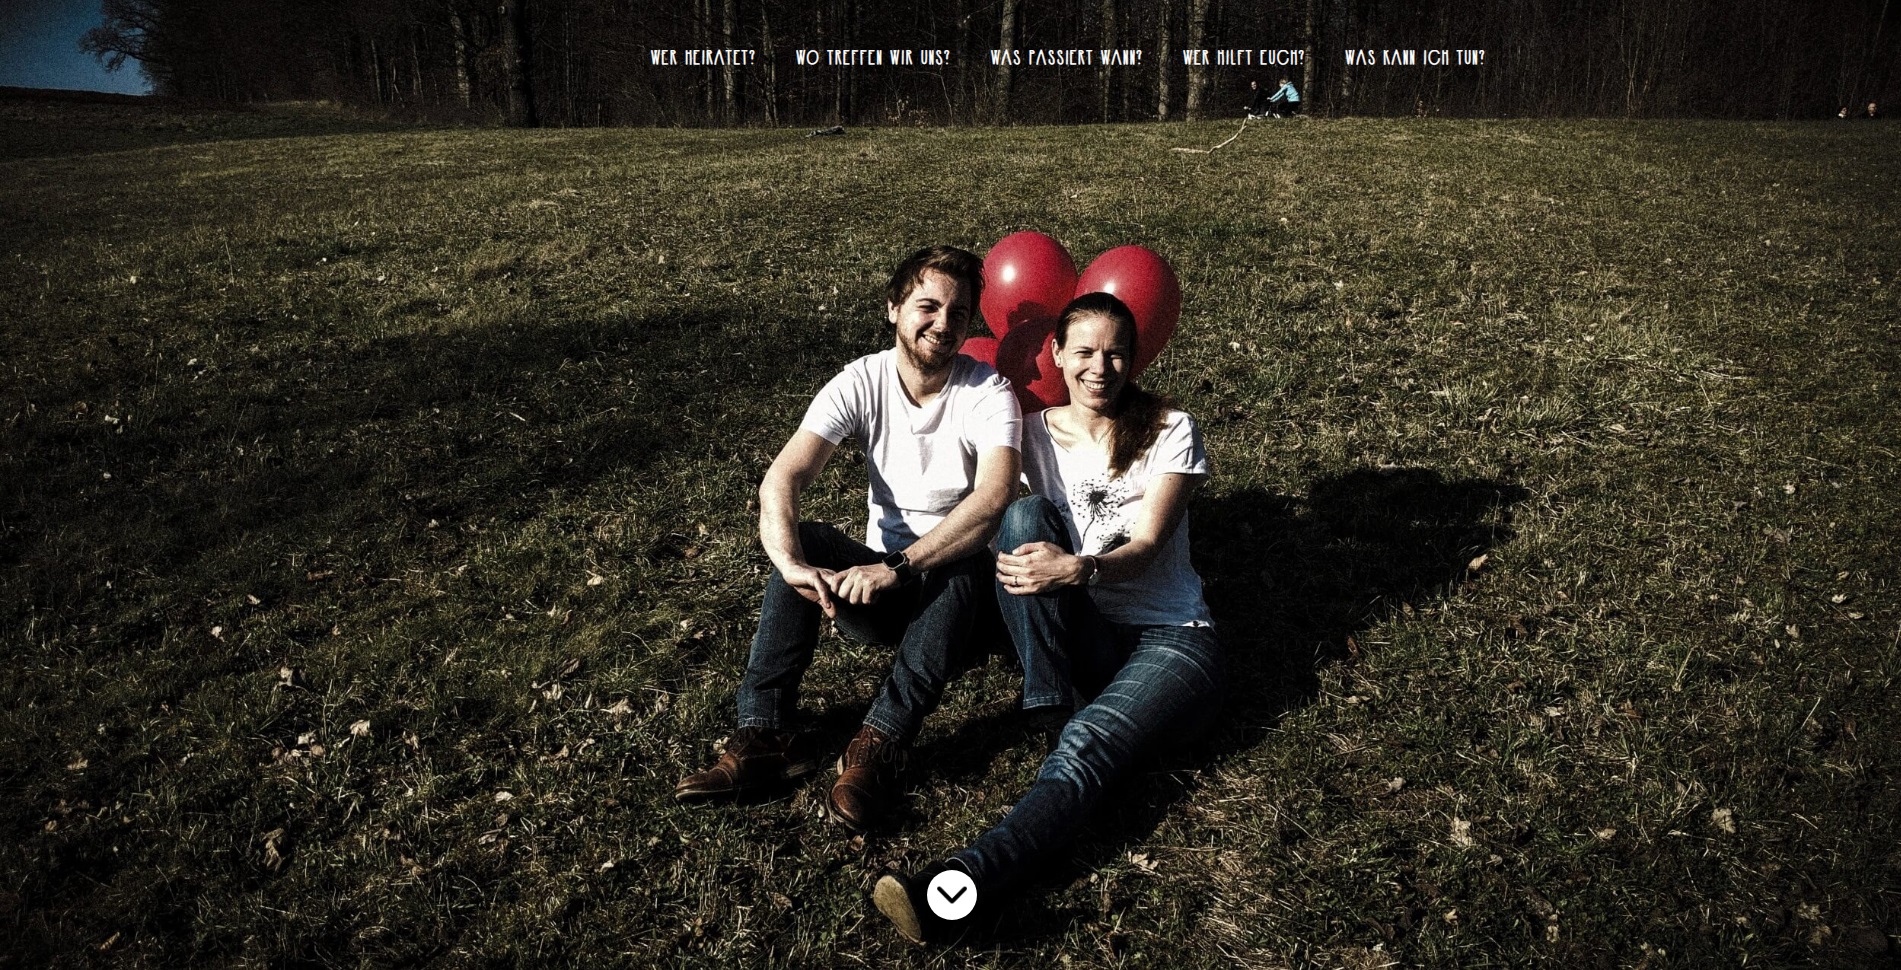 WER HEIRATET? WO TREFFEN WIR UNS? WAS PASSIERT WANN? WER HILFT EUCH? WAS KANN ICH TUN?